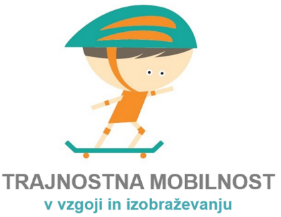 TRAJNOSTNA MOBILNOST
v vzgoji in izobraževanju